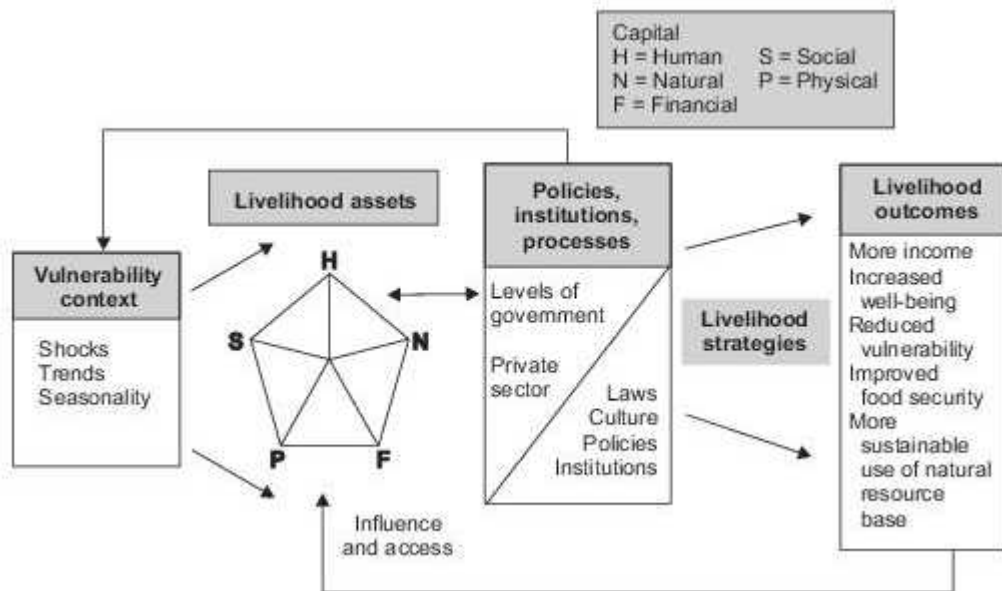 Capital
H = Human S = Social
N = Natural P = Physical
F = Financial
Livelihood assets
Policies,
institutions,
processes
Livelihood
outcomes
Vulnerability
context
Shocks
Trends
Seasonality
H
S
N
P
F
Levels of
government
Private
sector
Laws
Culture
Policies
Institutions
Livelihood
strategies
More income
Increased
well-being
Reduced
vulnerability
Improved
food security
More
sustainable
use of natural
resource
base
Influence
and access